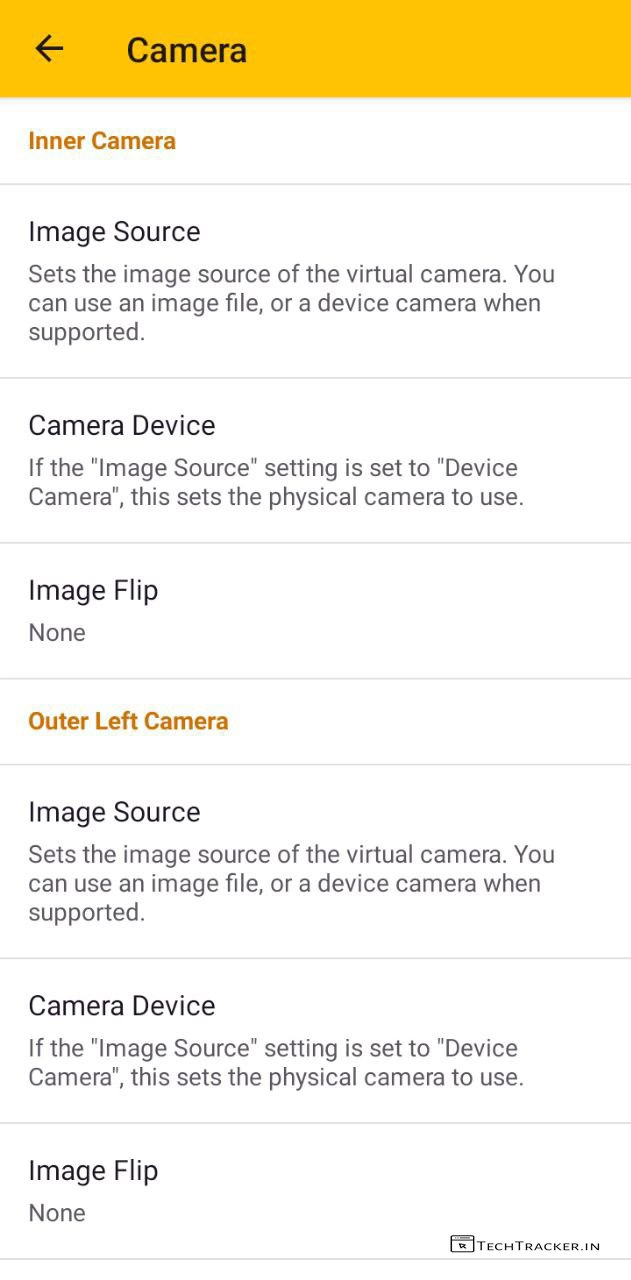 Camera
Inner Camera
Image Source
Sets the image source of the virtual camera. You
can use an image file, or a device camera when
supported.
Camera Device
If the "Image Source" setting is set to "Device
Camera", this sets the physical camera to use.
Image Flip
None
Outer Left Camera
Image Source
Sets the image source of the virtual camera. You
can use an image file, or a device camera when
supported.
Camera Device
If the "Image Source" setting is set to "Device
Camera", this sets the physical camera to use.
Image Flip
None
TECHTRACKER.IN